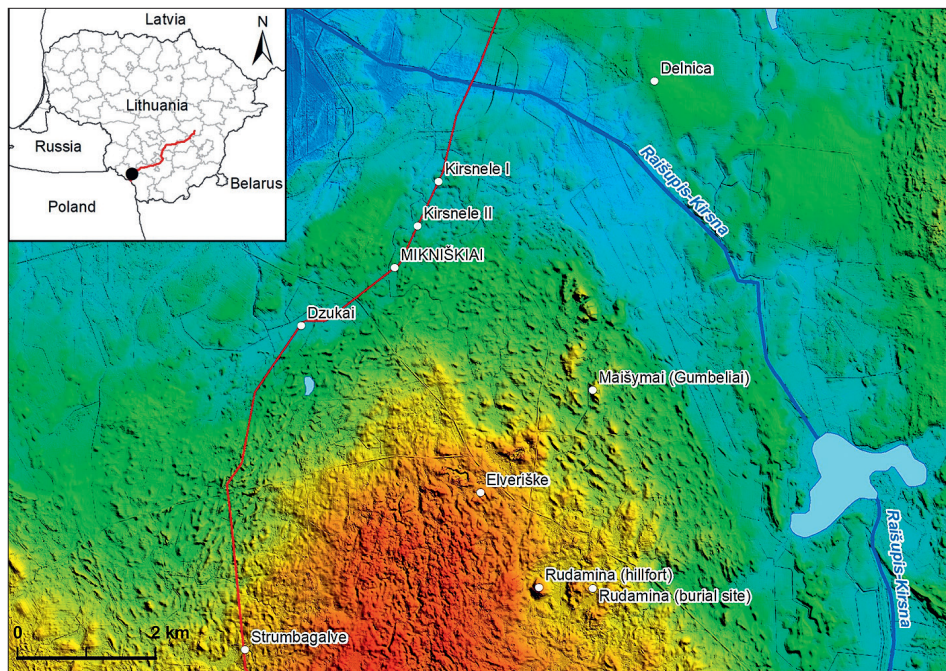 Latvia
N
Lithuania
Russia
Belarus
Poland
Delnica
Raišupis-Kirsna
Kirsnele I
Kirsnele II
MIKNIŠKIAI
Dzukai
Maišymai (Gumbeliai)
Elveriške
Raišupis-Kirsna
Rudamina (hillfort)
Rudamina (burial site)
Strumbagalve
0 2 km